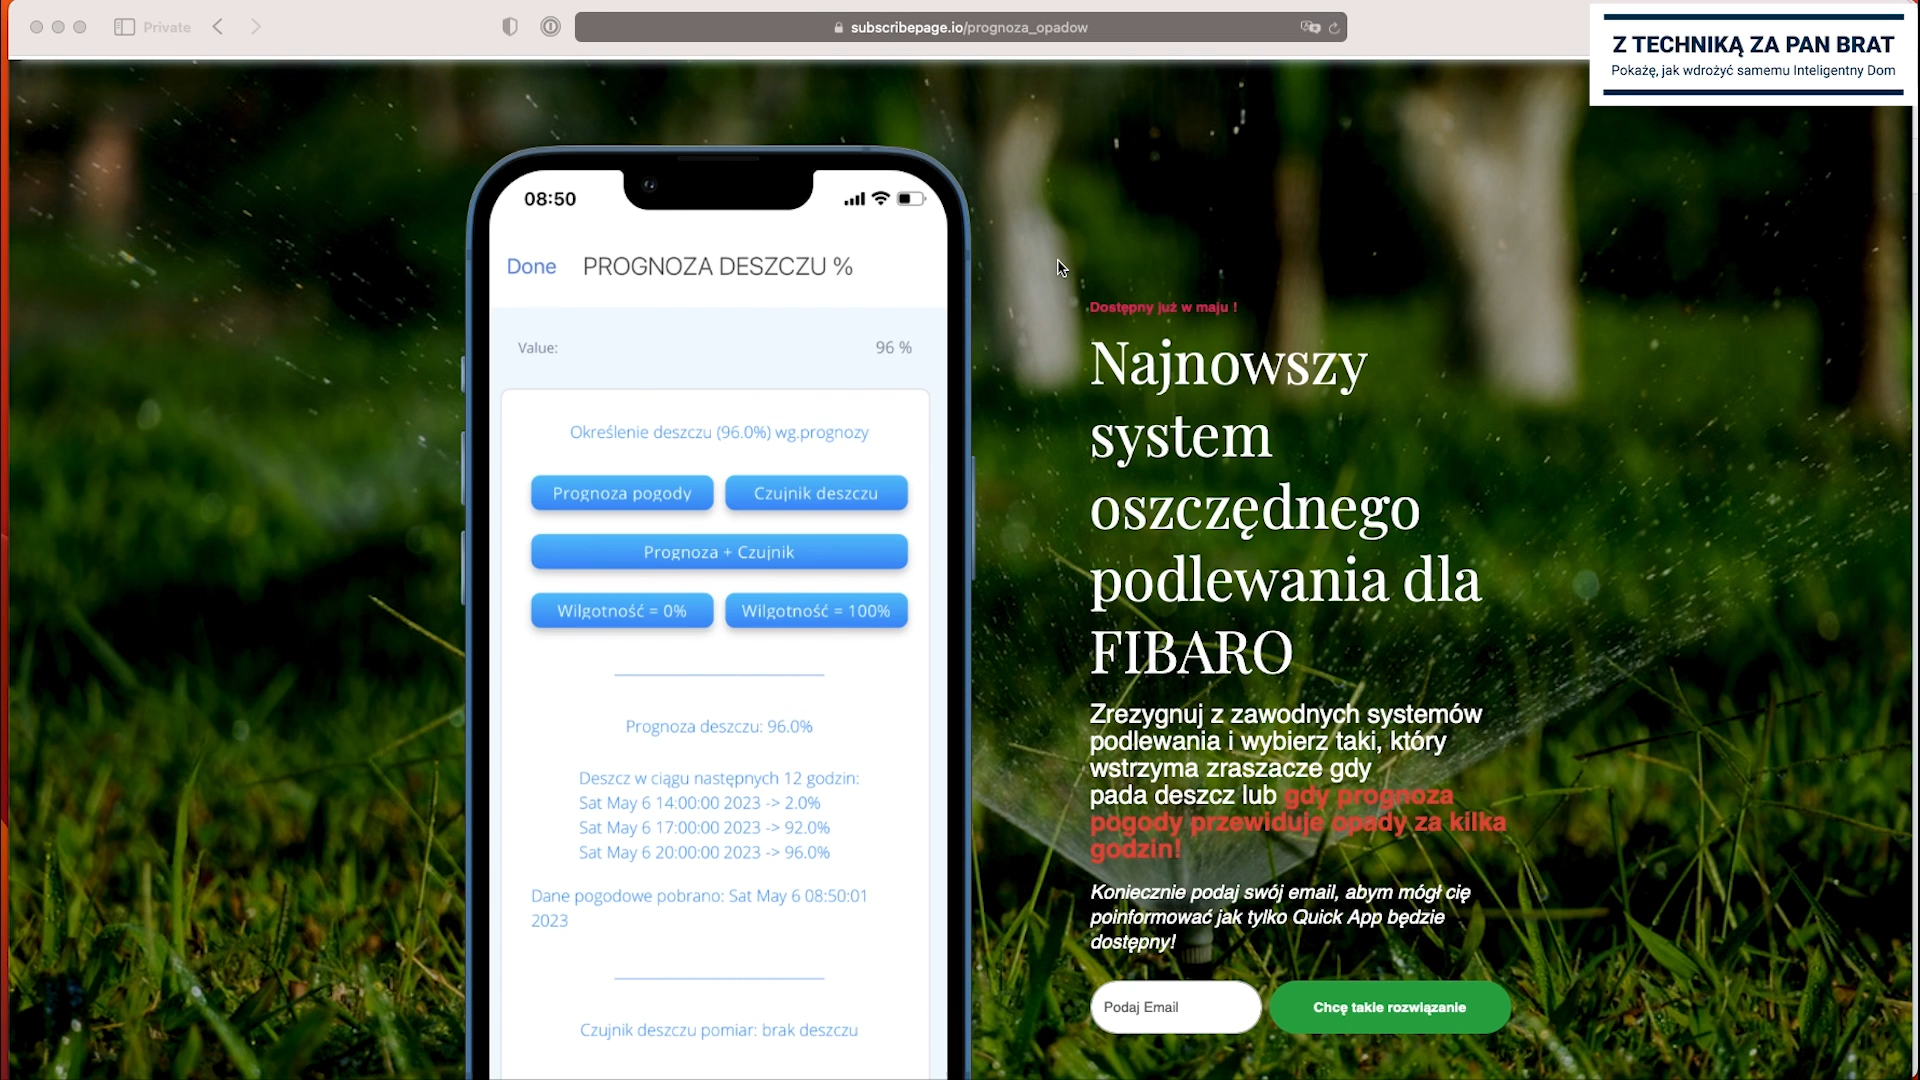 Private
subscribepage.io/prognoza_opadow
Z TECHNIKĄ ZA PAN BRAT
Pokażę, jak wdrożyć samemu Inteligentny Dom
08:50
Done PROGNOZA DESZCZU %
Value: 96 %
Określenie deszczu (96.0%) wg.prognozy
Prognoza pogody Czujnik deszczu
Prognoza + Czujnik
Wilgotność = 0% Wilgotność = 100%
Prognoza deszczu: 96.0%
Deszcz w ciągu następnych 12 godzin:
Sat May 6 14:00:00 2023 -> 2.0%
Sat May 6 17:00:00 2023 -> 92.0%
Sat May 6 20:00:00 2023 -> 96.0%
Dane pogodowe pobrano: Sat May 6 08:50:01
2023
Czujnik deszczu pomiar: brak deszczu
Dostępny już w maju !
Najnowszy
system
oszczędnego
podlewania dla
FIBARO
Zrezygnuj z zawodnych systemów
podlewania i wybierz taki, który
wstrzyma zraszacze gdy
pada deszcz lub gdy prognoza
pogody przewiduje opady za kilka
godzin!
Koniecznie podaj swój email, abym mógł cię
poinformować jak tylko Quick App będzie
dostępny!
Podaj Email Chcę takie rozwiązanie